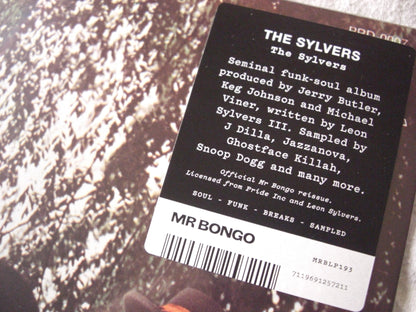 PRD-0007
THE SYLVERS
The Sylvers
Seminal funk-soul album
produced by Jerry Butler,
Keg Johnson and Michael
Viner, written by Leon
Sylvers III. Sampled by
J Dilla, Jazzanova,
Ghostface Killah,
Snoop Dogg and many more.
Official Mr Bongo reissue.
Licensed from Pride Inc and Leon Sylvers.
SOUL - FUNK - BREAKS - SAMPLED
MR BONGO
MRBLP193
7119691257211